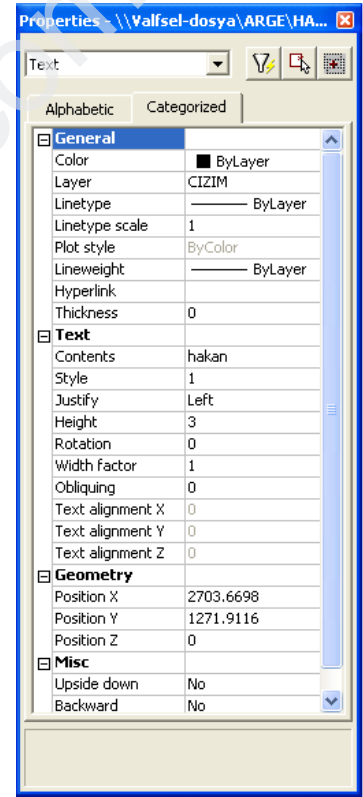 Properties - \\Valfsel-dosya\ARGE\HA...
Text
Alphabetic Categorized
General
Color ByLayer
Layer CIZIM
Linetype ByLayer
Linetype scale 1
Plot style ByColor
Lineweight ByLayer
Hyperlink
Thickness 0
Text
Contents hakan
Style 1
Justify Left
Height 3
Rotation 0
Width factor 1
Obliquing 0
Text alignment X 0
Text alignment Y 0
Text alignment Z 0
Geometry
Position X 2703.6698
Position Y 1271.9116
Position Z 0
Misc
Upside down No
Backward No